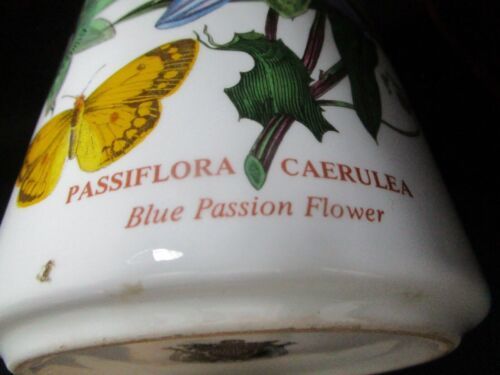 PASSIFLORA CAERULEA
Blue Passion Flower